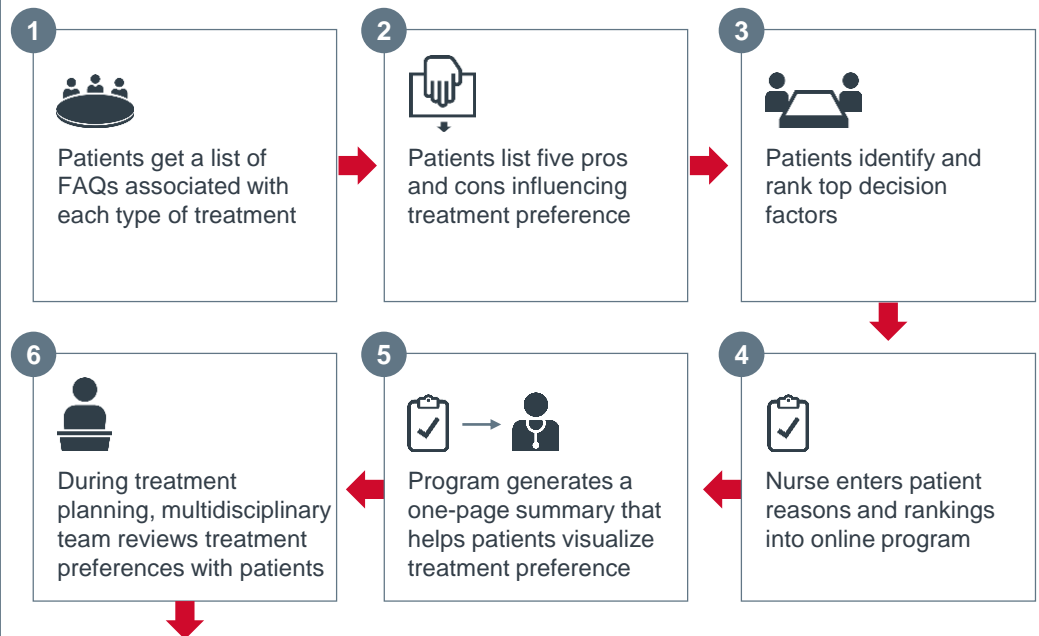 1
Patients get a list of
FAQs associated with
each type of treatment
2
Patients list five pros
and cons influencing
treatment preference
3
Patients identify and
rank top decision
factors
4
Nurse enters patient
reasons and rankings
into online program
5
Program generates a
one-page summary that
helps patients visualize
treatment preference
6
During treatment
planning, multidisciplinary
team reviews treatment
preferences with patients